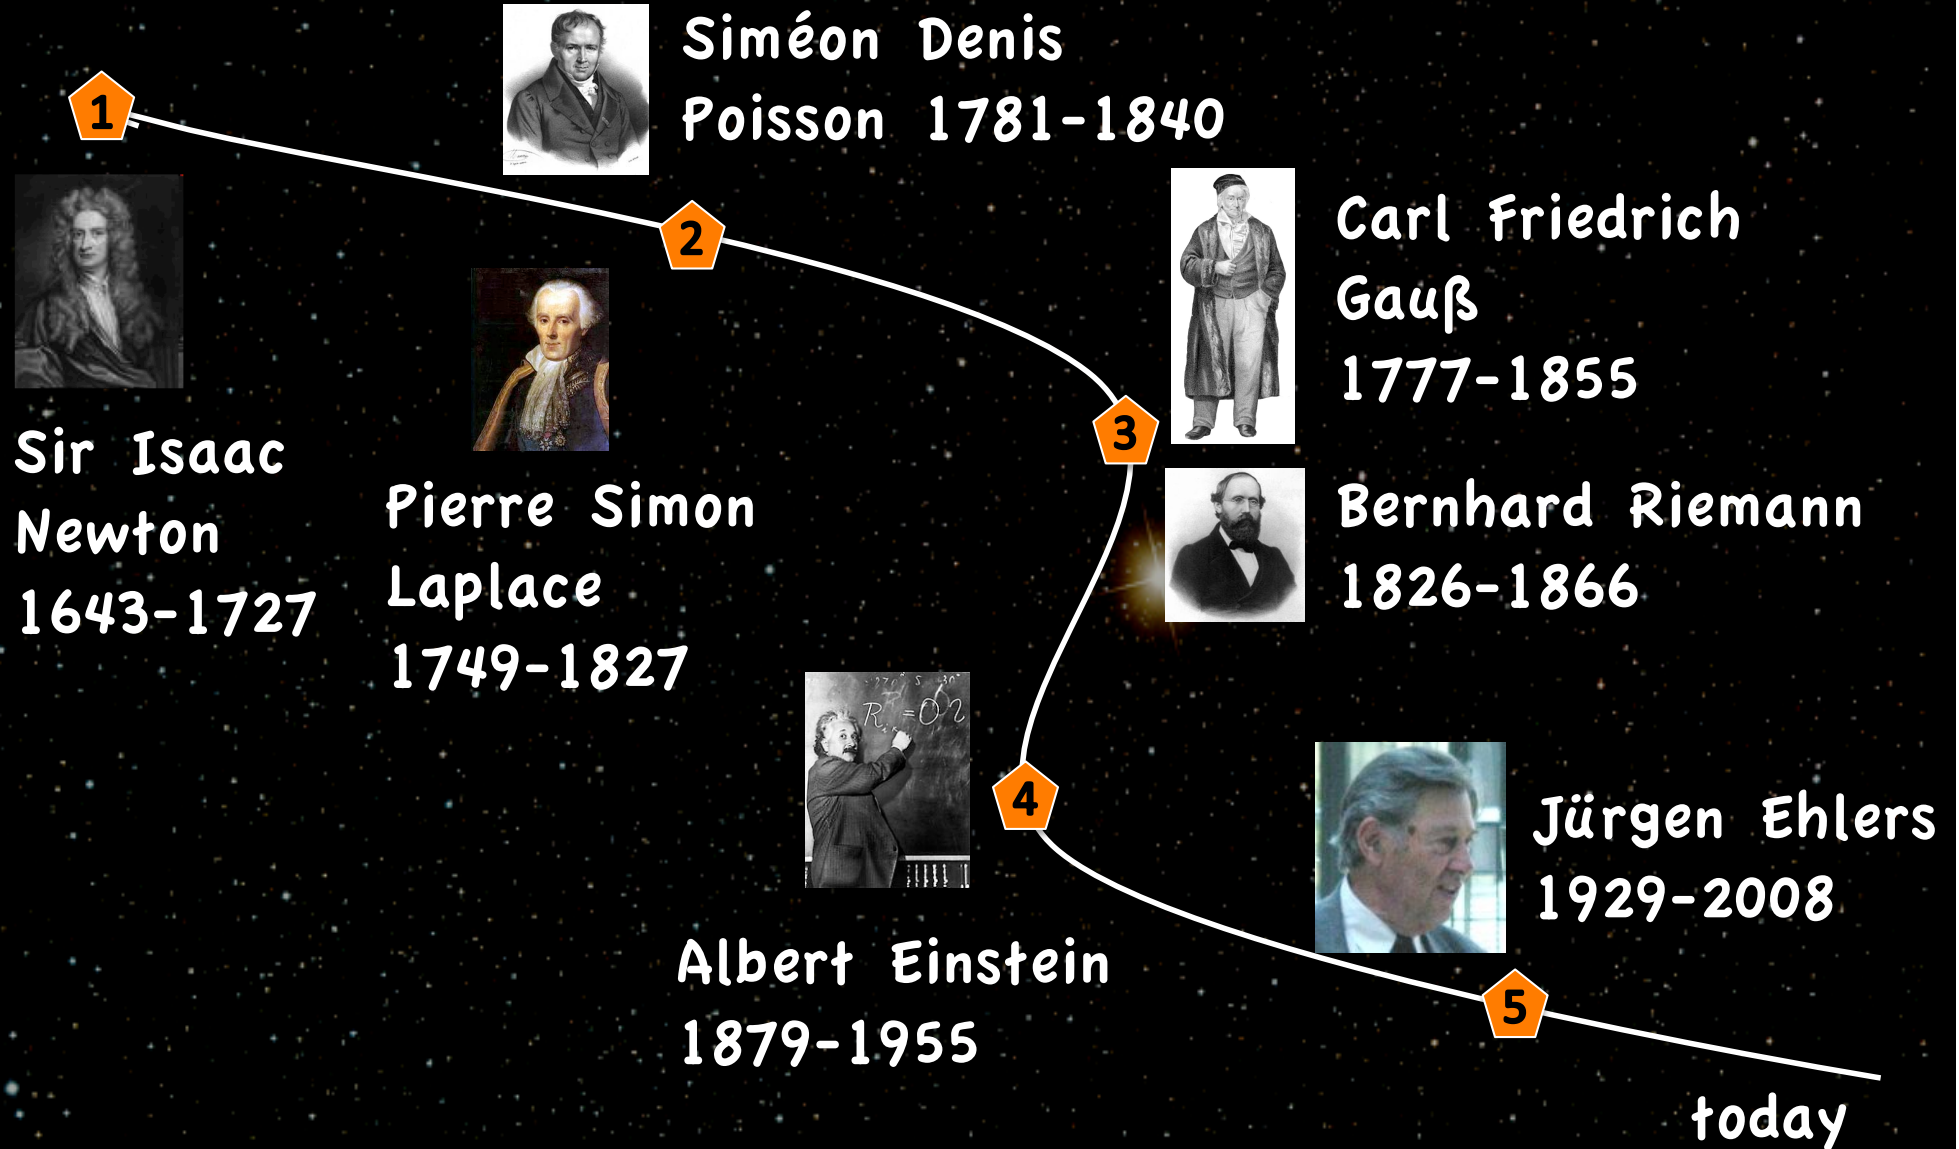 1
Sir Isaac
Newton
1643-1727
Siméon Denis
Poisson 1781-1840
2
Pierre Simon
Laplace
1749-1827
Carl Friedrich
Gauß
1777-1855
3
Bernhard Riemann
1826-1866
4
Albert Einstein
1879-1955
Jürgen Ehlers
1929-2008
5
today